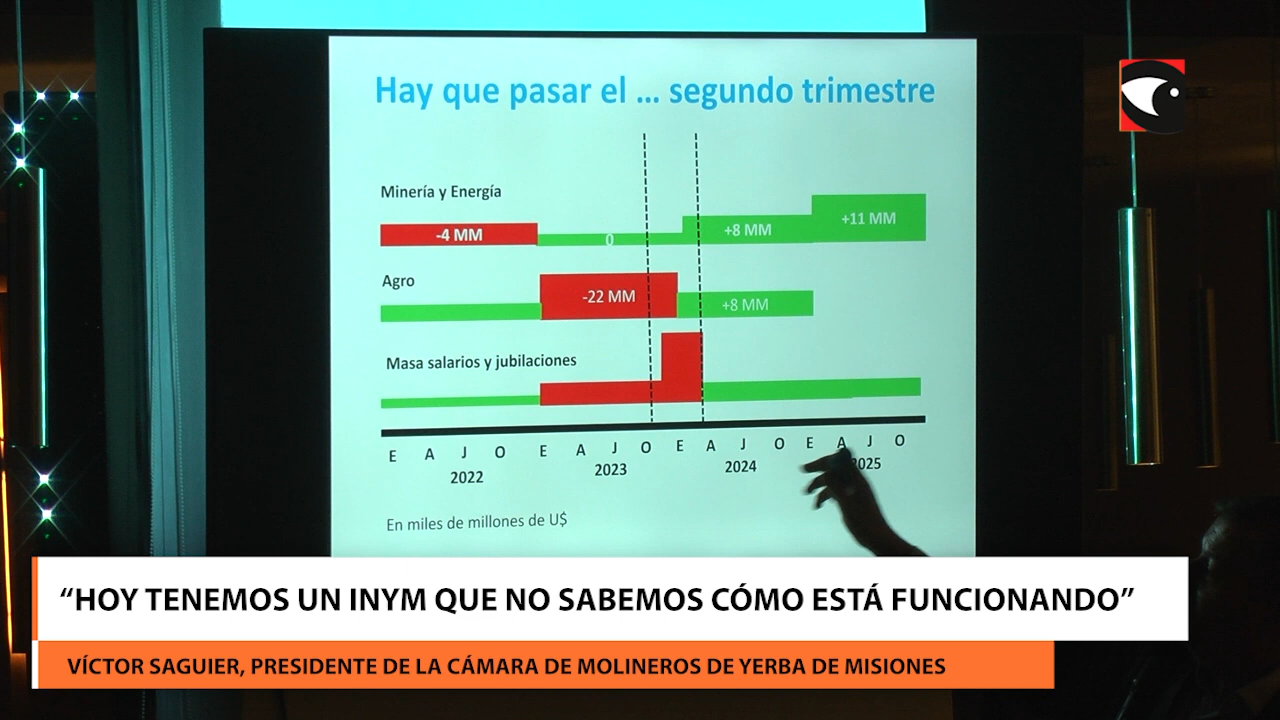 Hay que pasar el ... segundo trimestre
Minería y Energía
-4 MM
0
+8 MM
+11 MM
Agro
-22 MM
+8 MM
Masa salarios y jubilaciones
E A J O E A J O E A J O E A J O
2022 2023 2024 2025
En miles de millones de U$
“HOY TENEMOS UN INYM QUE NO SABEMOS CÓMO ESTÁ FUNCIONANDO”
VÍCTOR SAGUIER, PRESIDENTE DE LA CÁMARA DE MOLINEROS DE YERBA DE MISIONES